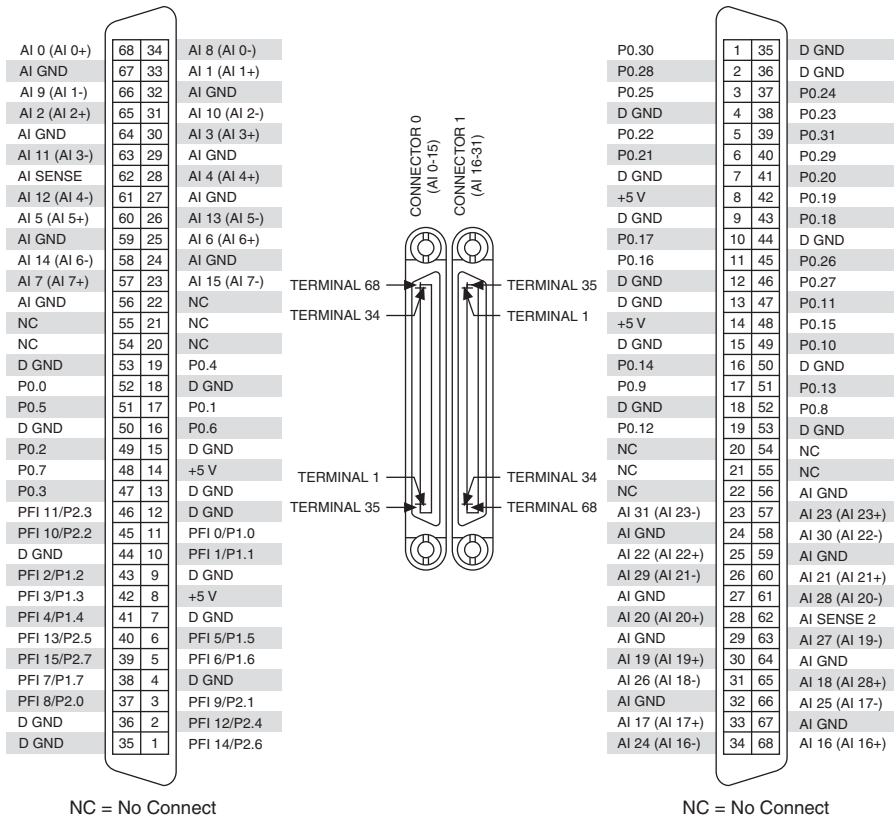 AI 0 (AI 0+) 68 34 AI 8 (AI 0-)
AI GND 67 33 AI 1 (AI 1+)
AI 9 (AI 1-) 66 32 AI GND
AI 2 (AI 2+) 65 31 AI 10 (AI 2-)
AI GND 64 30 AI 3 (AI 3+)
AI 11 (AI 3-) 63 29 AI GND
AI SENSE 62 28 AI 4 (AI 4+)
AI 12 (AI 4-) 61 27 AI GND
AI 5 (AI 5+) 60 26 AI 13 (AI 5-)
AI GND 59 25 AI 6 (AI 6+)
AI 14 (AI 6-) 58 24 AI GND
AI 7 (AI 7+) 57 23 AI 15 (AI 7-)
AI GND 56 22 NC
NC 55 21 NC
NC 54 20 NC
D GND 53 19 P0.4
P0.0 52 18 D GND
P0.5 51 17 P0.1
D GND 50 16 P0.6
P0.2 49 15 D GND
P0.7 48 14 +5 V
P0.3 47 13 D GND
PFI 11/P2.3 46 12 D GND
PFI 10/P2.2 45 11 PFI 0/P1.0
D GND 44 10 PFI 1/P1.1
PFI 2/P1.2 43 9 D GND
PFI 3/P1.3 42 8 +5 V
PFI 4/P1.4 41 7 D GND
PFI 13/P2.5 40 6 PFI 5/P1.5
PFI 15/P2.7 39 5 PFI 6/P1.6
PFI 7/P1.7 38 4 D GND
PFI 8/P2.0 37 3 PFI 9/P2.1
D GND 36 2 PFI 12/P2.4
D GND 35 1 PFI 14/P2.6
NC = No Connect
CONNECTOR 0
(AI 0-15)
CONNECTOR 1
(AI 16-31)
TERMINAL 68
TERMINAL 34
TERMINAL 35
TERMINAL 1
TERMINAL 1
TERMINAL 35
TERMINAL 34
TERMINAL 68
P0.30 1 35 D GND
P0.28 2 36 D GND
P0.25 3 37 P0.24
D GND 4 38 P0.23
P0.22 5 39 P0.31
P0.21 6 40 P0.29
D GND 7 41 P0.20
+5 V 8 42 P0.19
D GND 9 43 P0.18
P0.17 10 44 D GND
P0.16 11 45 P0.26
D GND 12 46 P0.27
D GND 13 47 P0.11
+5 V 14 48 P0.15
D GND 15 49 P0.10
P0.14 16 50 D GND
P0.9 17 51 P0.13
D GND 18 52 P0.8
P0.12 19 53 D GND
NC 20 54 NC
NC 21 55 NC
NC 22 56 AI GND
AI 31 (AI 23-) 23 57 AI 23 (AI 23+)
AI GND 24 58 AI 30 (AI 22-)
AI 22 (AI 22+) 25 59 AI GND
AI 29 (AI 21-) 26 60 AI 21 (AI 21+)
AI GND 27 61 AI 28 (AI 20-)
AI 20 (AI 20+) 28 62 AI SENSE 2
AI GND 29 63 AI 27 (AI 19-)
AI 19 (AI 19+) 30 64 AI GND
AI 26 (AI 18-) 31 65 AI 18 (AI 28+)
AI GND 32 66 AI 25 (AI 17-)
AI 17 (AI 17+) 33 67 AI GND
AI 24 (AI 16-) 34 68 AI 16 (AI 16+)
NC = No Connect